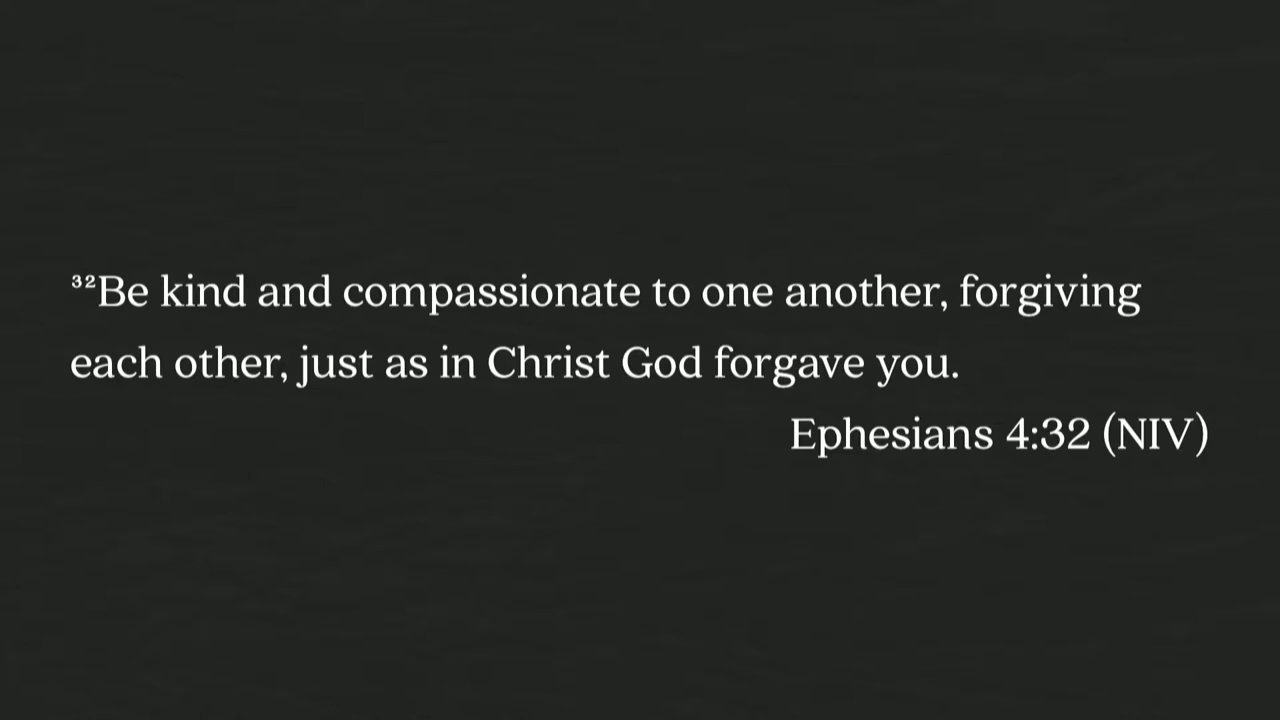 ³²Be kind and compassionate to one another, forgiving
each other, just as in Christ God forgave you.
Ephesians 4:32 (NIV)